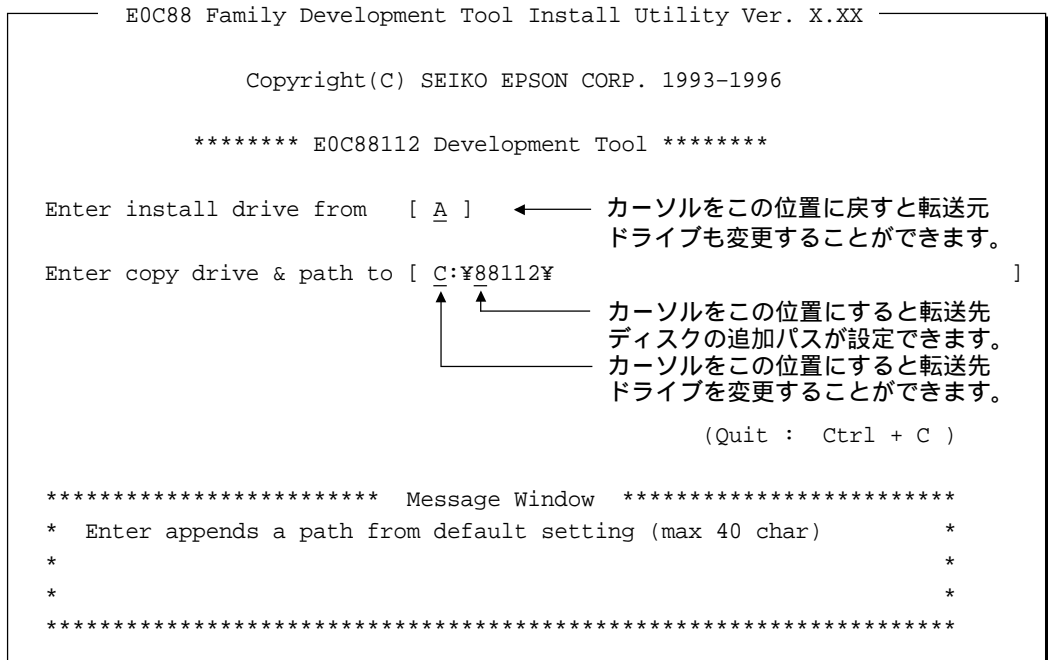 E0C88 Family Development Tool Install Utility Ver. X.XX
Copyright(C) SEIKO EPSON CORP. 1993–1996
******** E0C88112 Development Tool ********
Enter install drive from [ A ]
カーソルをこの位置に戻すと転送元
ドライブも変更することができます。
Enter copy drive & path to [ C:¥88112¥ ]
カーソルをこの位置にすると転送先
ディスクの追加パスが設定できます。
カーソルをこの位置にすると転送先
ドライブを変更することができます。
(Quit : Ctrl + C )
************************* Message Window *************************
* Enter appends a path from default setting (max 40 char) *
* *
* *
********************************************************************